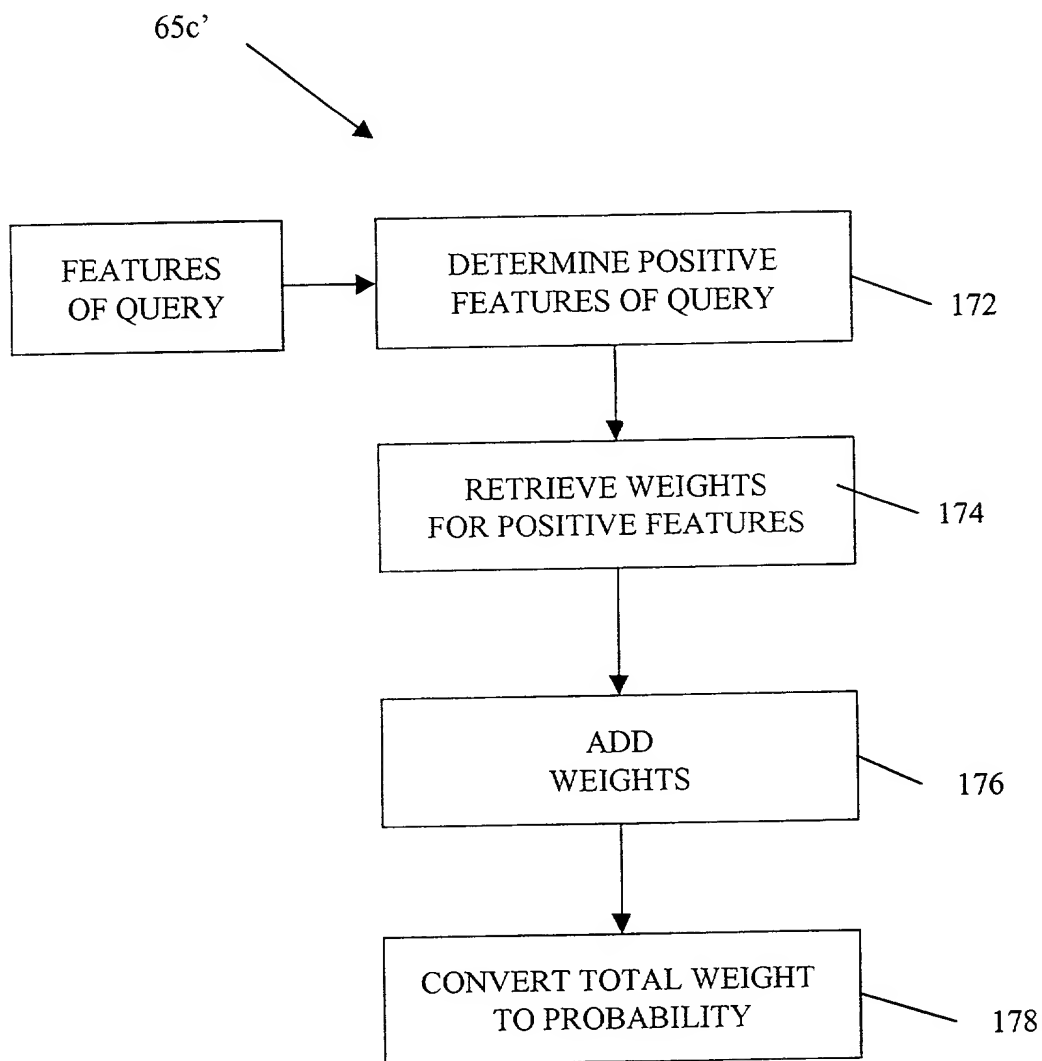 65c’
FEATURES
OF QUERY
DETERMINE POSITIVE
FEATURES OF QUERY
172
RETRIEVE WEIGHTS
FOR POSITIVE FEATURES
174
ADD
WEIGHTS
176
CONVERT TOTAL WEIGHT
TO PROBABILITY
178